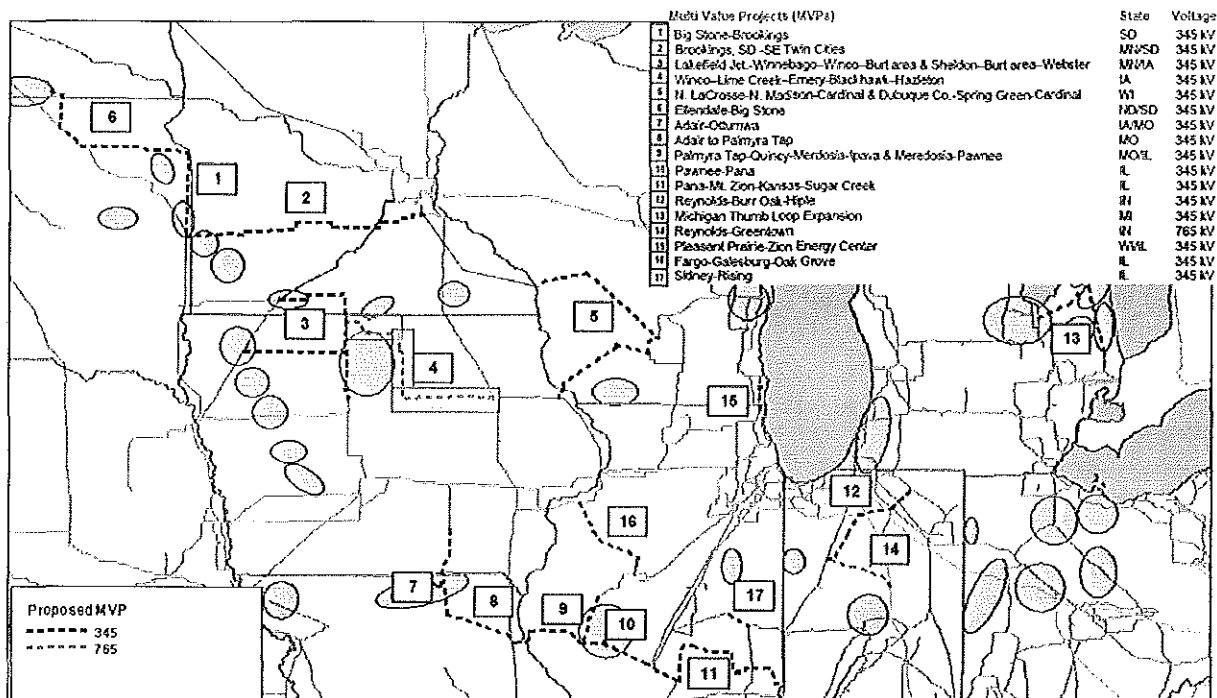 Multi Value Projects (MVPs) State Voltage
1 Big Stone-Brookings SD 345 kV
2 Brookings, SD -SE Twin Cities MN/SD 345 kV
3 Lakefield Jct.-Winnebago-Winco-Burt area & Sheldon-Burt area-Webster MN/IA 345 kV
4 Winco-Lime Creek-Emery-Blackhawk-Hazleton IA 345 kV
5 N. LaCrosse-N. Madison-Cardinal & Dubuque Co.-Spring Green-Cardinal WI 345 kV
6 Ellendale-Big Stone ND/SD 345 kV
7 Adair-Ottumwa IA/MO 345 kV
8 Adair to Palmyra Tap MO 345 kV
9 Palmyra Tap-Quincy-Merdosia-Ipava & Meredosia-Pawnee MO/IL 345 kV
10 Pawnee-Pana IL 345 kV
11 Pana-Mt. Zion-Kansas-Sugar Creek IL 345 kV
12 Reynolds-Burr Oak-Hiple IN 345 kV
13 Michigan Thumb Loop Expansion MI 345 kV
14 Reynolds-Greentown IN 765 kV
15 Pleasant Prairie-Zion Energy Center WI/IL 345 kV
16 Fargo-Galesburg-Oak Grove IL 345 kV
17 Sidney-Rising IL 345 kV
6
1
2
3
5
13
4
15
12
16
14
7
8
9
10
17
11
Proposed MVP
345
765